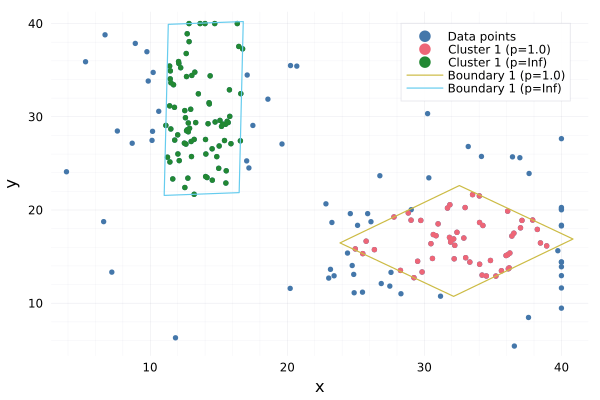 40
30
20
10
y
10
20
30
40
x
Data points
Cluster 1 (p=1.0)
Cluster 1 (p=Inf)
Boundary 1 (p=1.0)
Boundary 1 (p=Inf)